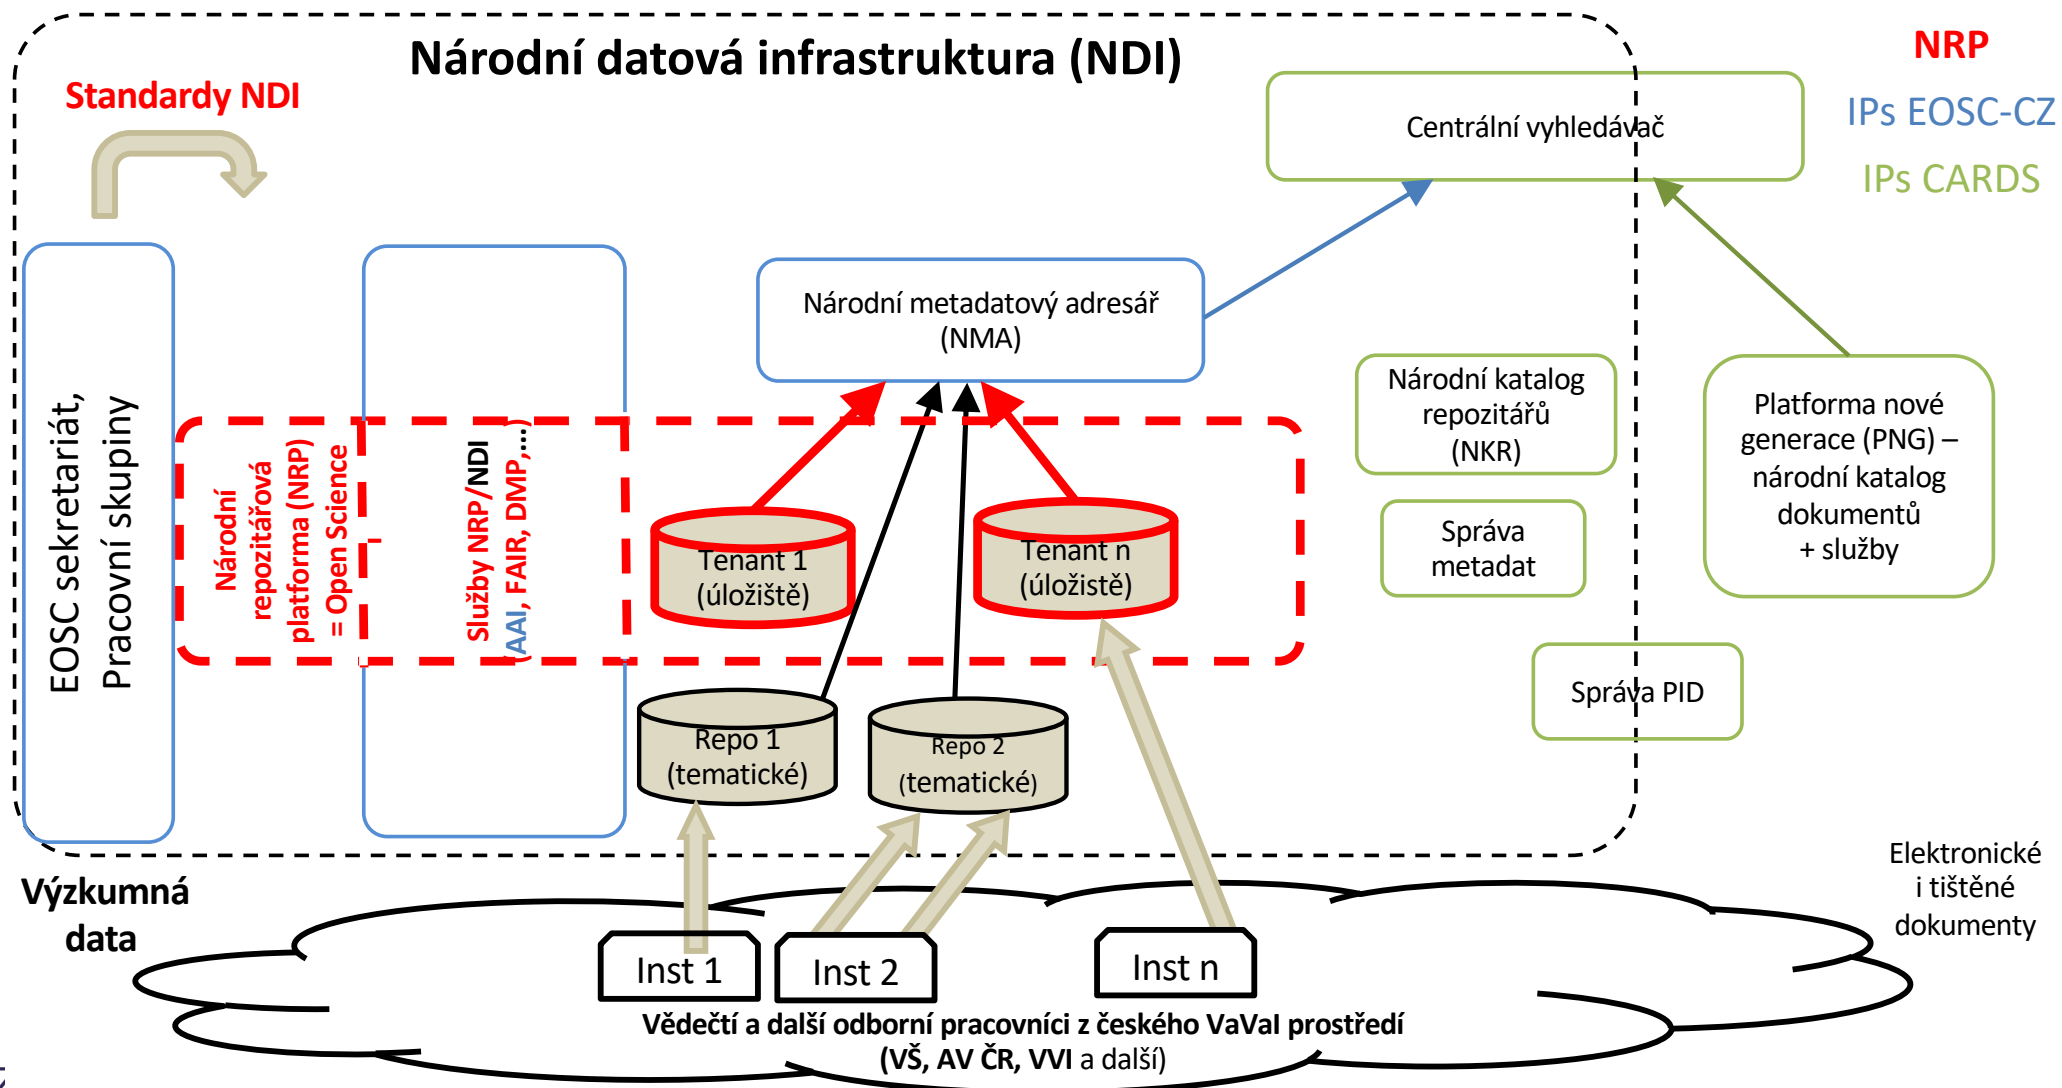 Národní datová infrastruktura (NDI)
NRP
IPs EOSC-CZ
IPs CARDS
Standardy NDI
Centrální vyhledávač
Národní metadatový adresář
(NMA)
EOSC sekretariát,
Pracovní skupiny
Národní
repozitářová
platforma (NRP)
= Open Science
Služby NRP/NDI
(AAI, FAIR, DMP,...)
Tenant 1
(úložiště)
Tenant n
(úložistě)
Národní katalog
repozitářů
(NKR)
Platforma nové
generace (PNG) –
národní katalog
dokumentů
+ služby
Správa
metadat
Správa PID
Repo 1
(tematické)
Repo 2
(tematické)
Výzkumná
data
Elektronické
i tištěné
dokumenty
Inst 1
Inst 2
Inst n
Vědečtí a další odborní pracovníci z českého VaVaI prostředí
(VŠ, AV ČR, VVI a další)